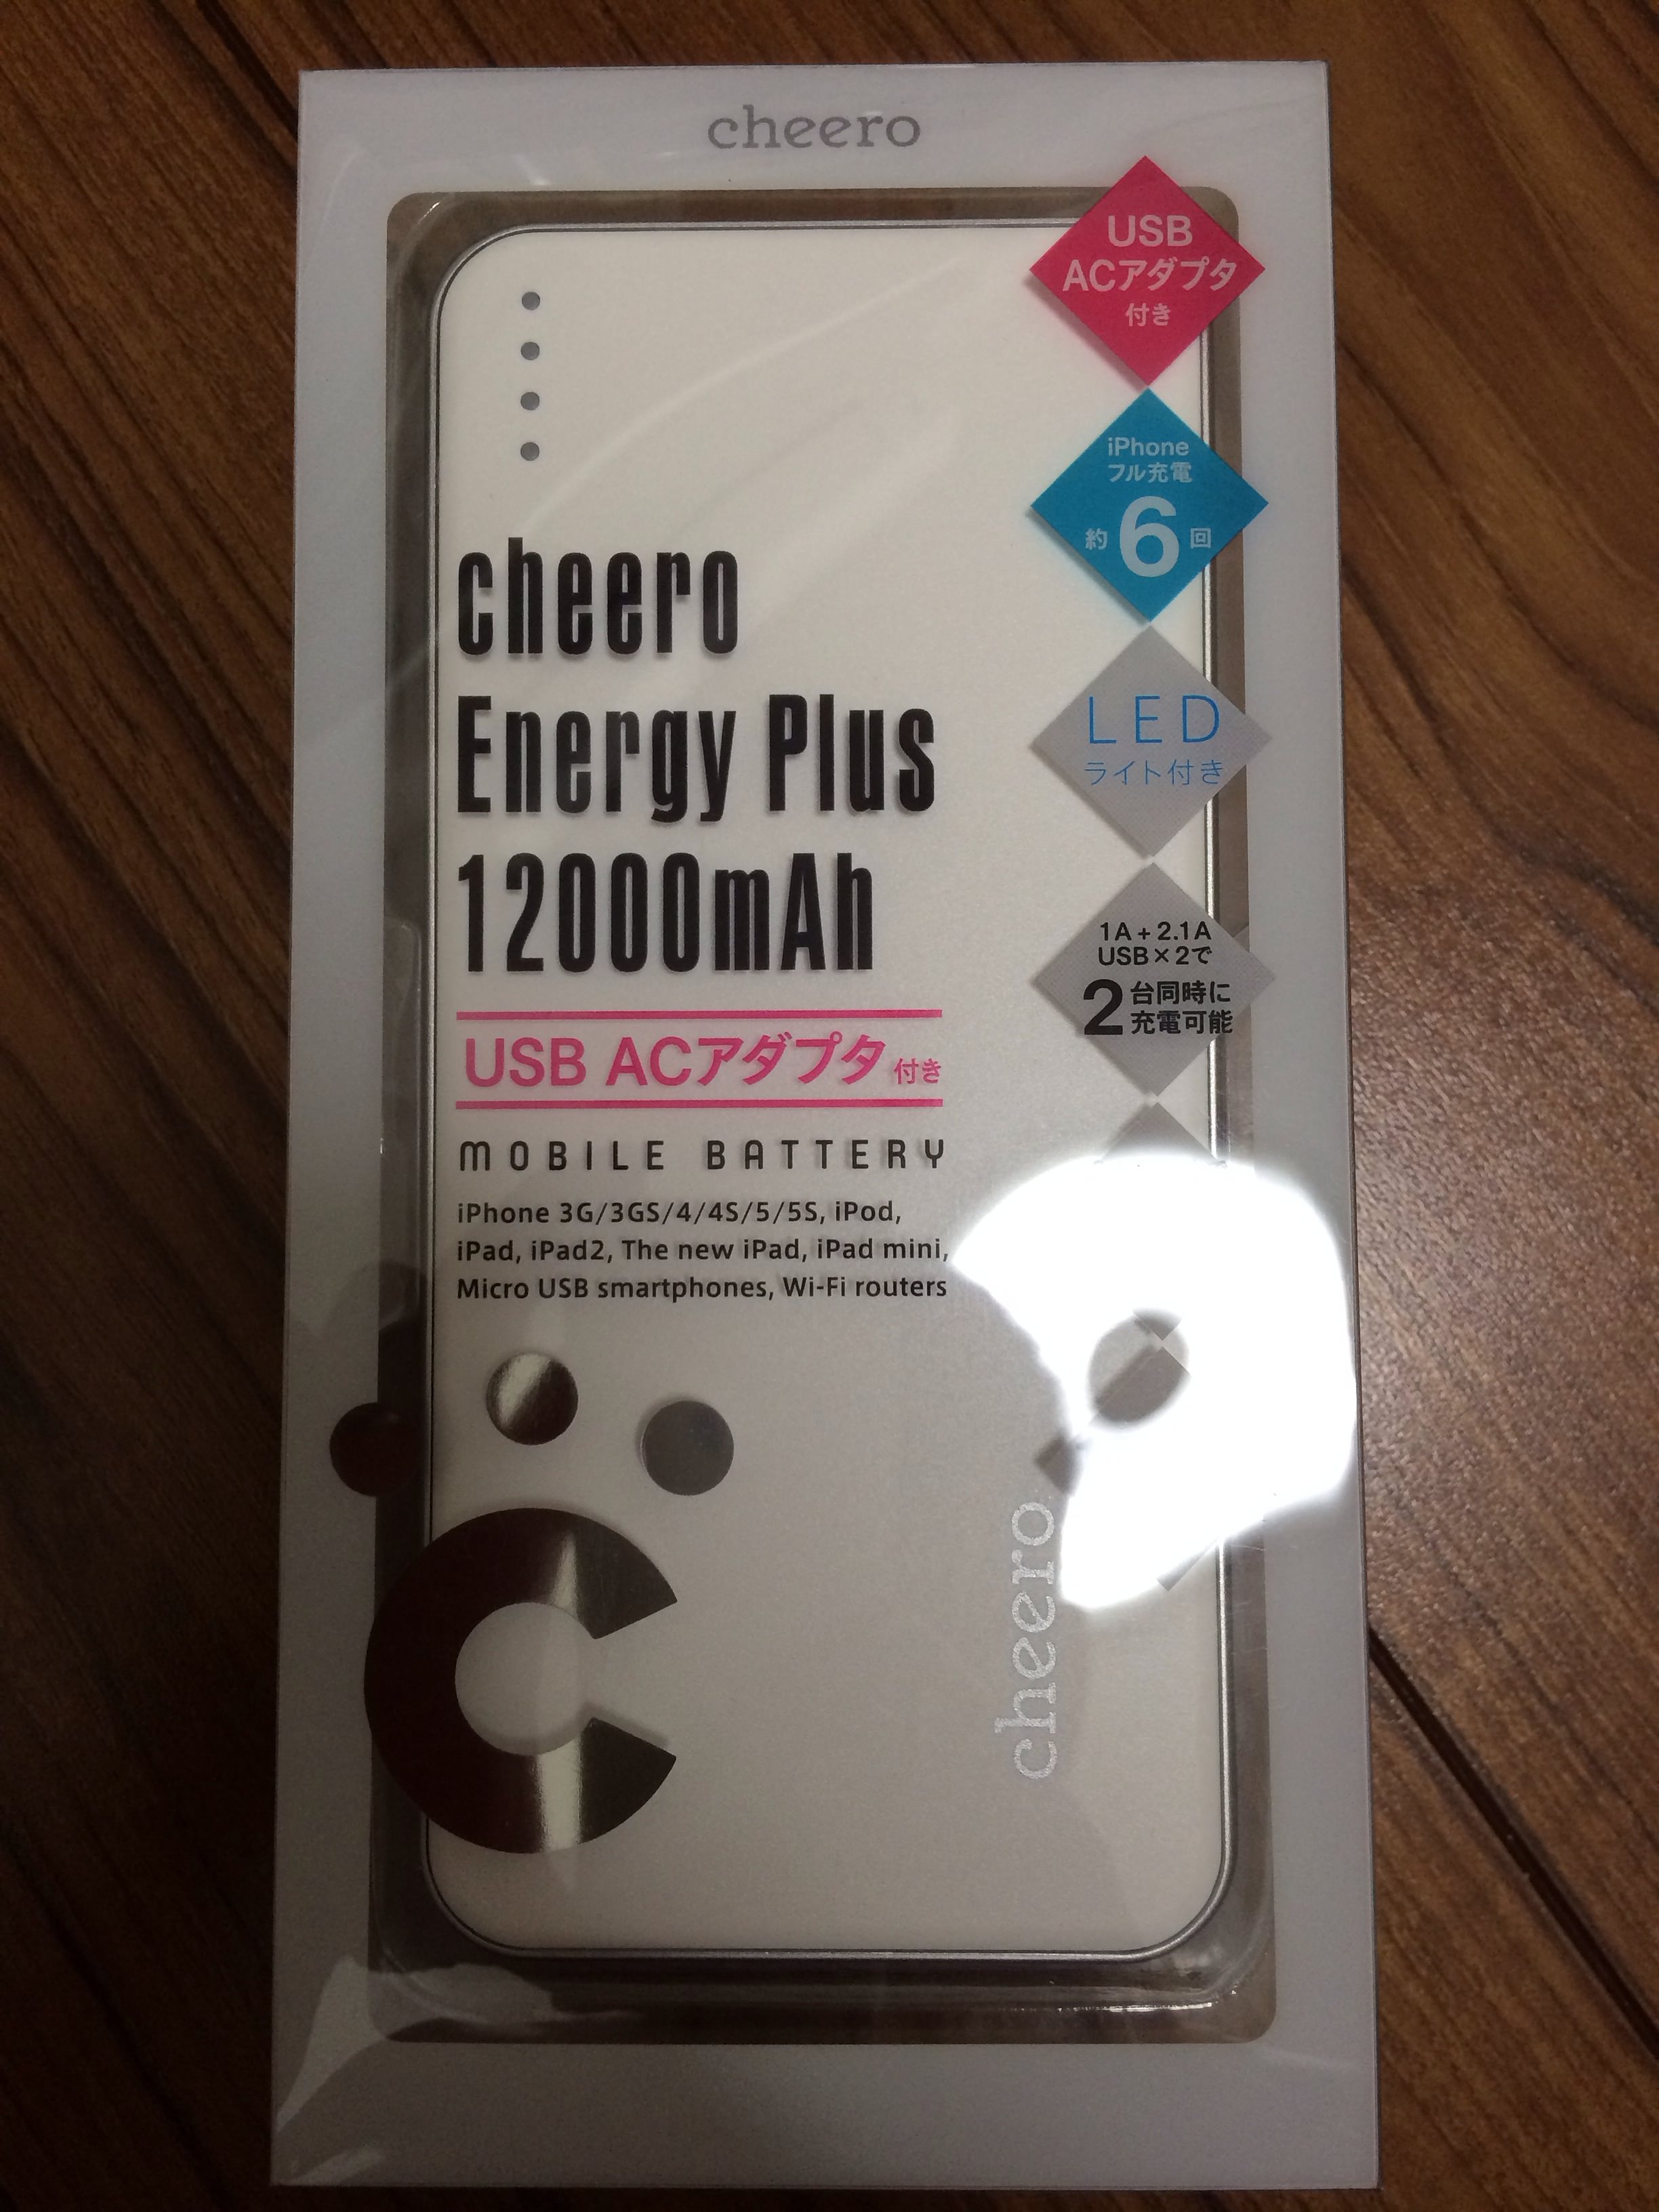 cheero
USB
ACアダプタ
付き
iPhone
フル充電
約6回
LED
ライト付き
1A+2.1A
USB×2で
2台同時に
充電可能
cheero
Energy Plus
12000mAh
USB ACアダプタ付き
MOBILE BATTERY
iPhone 3G/3GS/4/4S/5/5S, iPod,
iPad, iPad2, The new iPad, iPad mini,
Micro USB smartphones, Wi-Fi routers
cheero